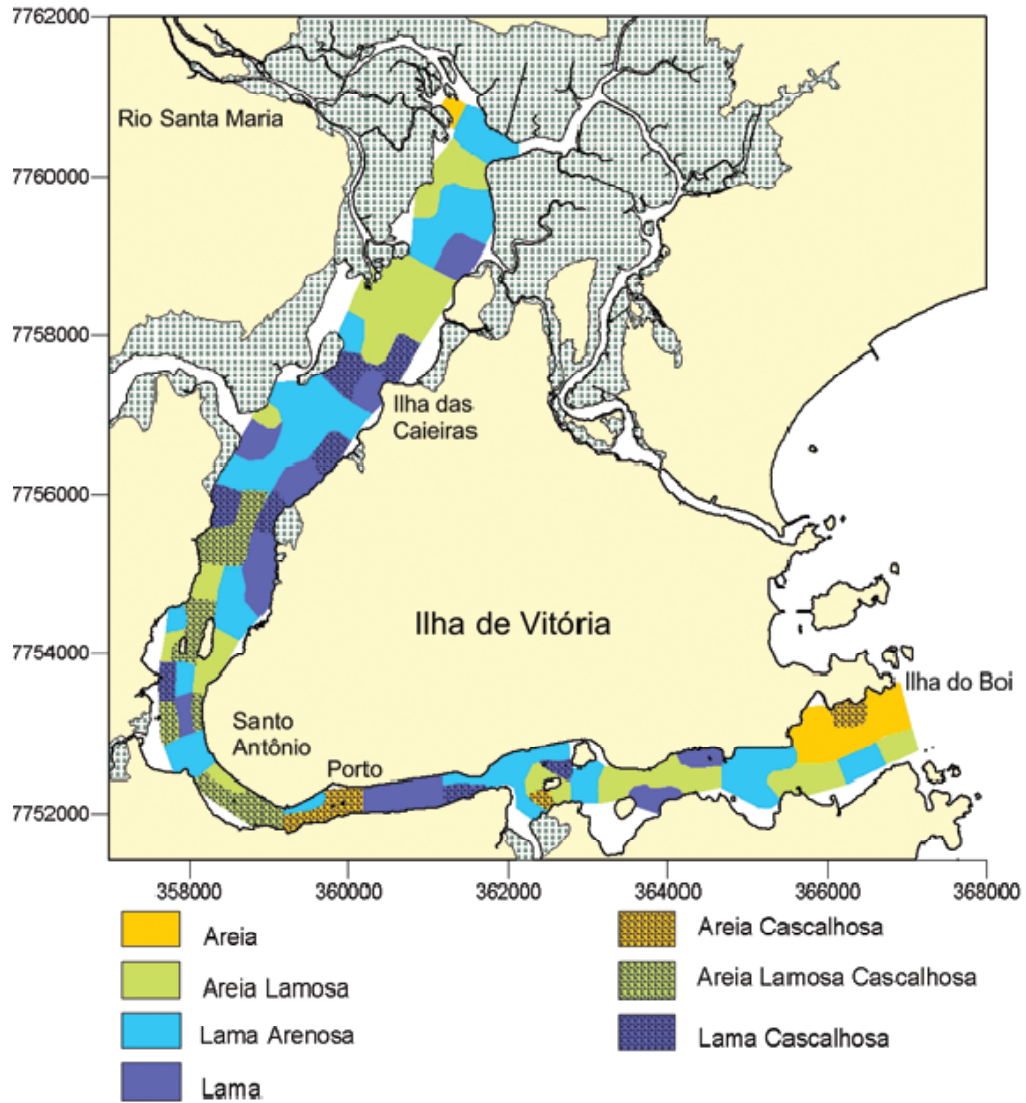 7762000
Rio Santa Maria
7760000
7758000
Ilha das
Caieiras
7756000
Ilha de Vitória
7754000
Ilha do Boi
Santo
Antônio
Porto
7752000
358000 360000 362000 364000 366000 368000
Areia
Areia Cascalhosa
Areia Lamosa
Areia Lamosa Cascalhosa
Lama Arenosa
Lama Cascalhosa
Lama